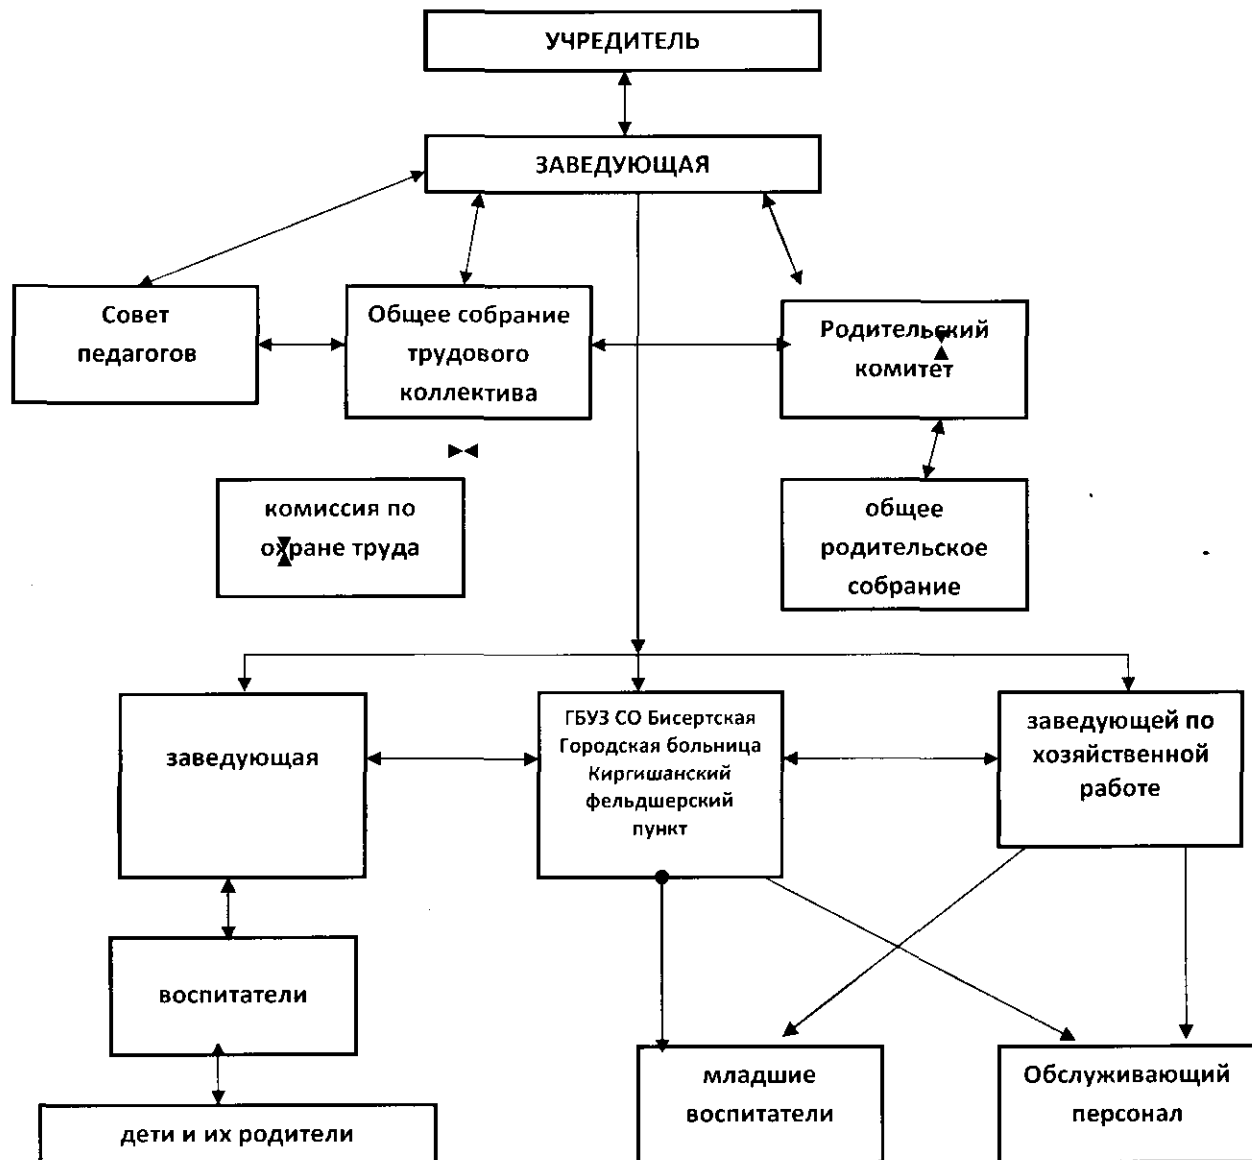 УЧРЕДИТЕЛЬ
ЗАВЕДУЮЩАЯ
Совет
педагогов
Общее собрание
трудового
коллектива
Родительский
комитет
комиссия по
охране труда
общее
родительское
собрание
заведующая
ГБУЗ СО Бисертская
Городская больница
Киргишанский
фельдшерский
пункт
заведующей по
хозяйственной
работе
воспитатели
дети и их родители
младшие
воспитатели
Обслуживающий
персонал